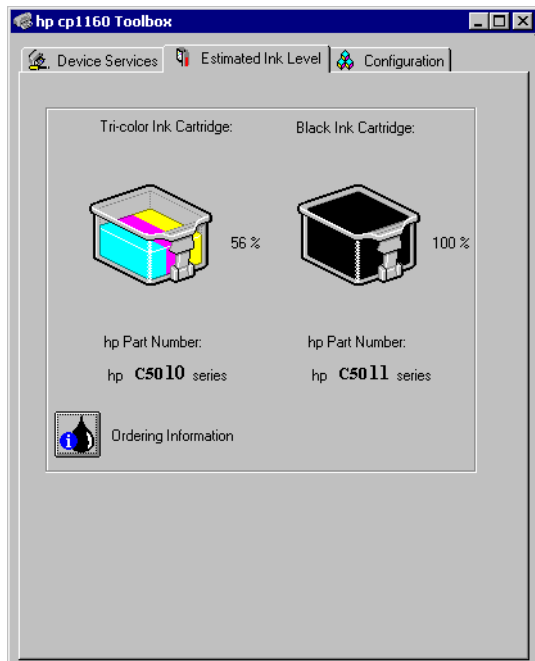 hp cp1160 Toolbox
Device Services Estimated Ink Level Configuration
Tri-color Ink Cartridge: Black Ink Cartridge:
56 % 100 %
hp Part Number: hp Part Number:
hp C5010 series hp C5011 series
i Ordering Information